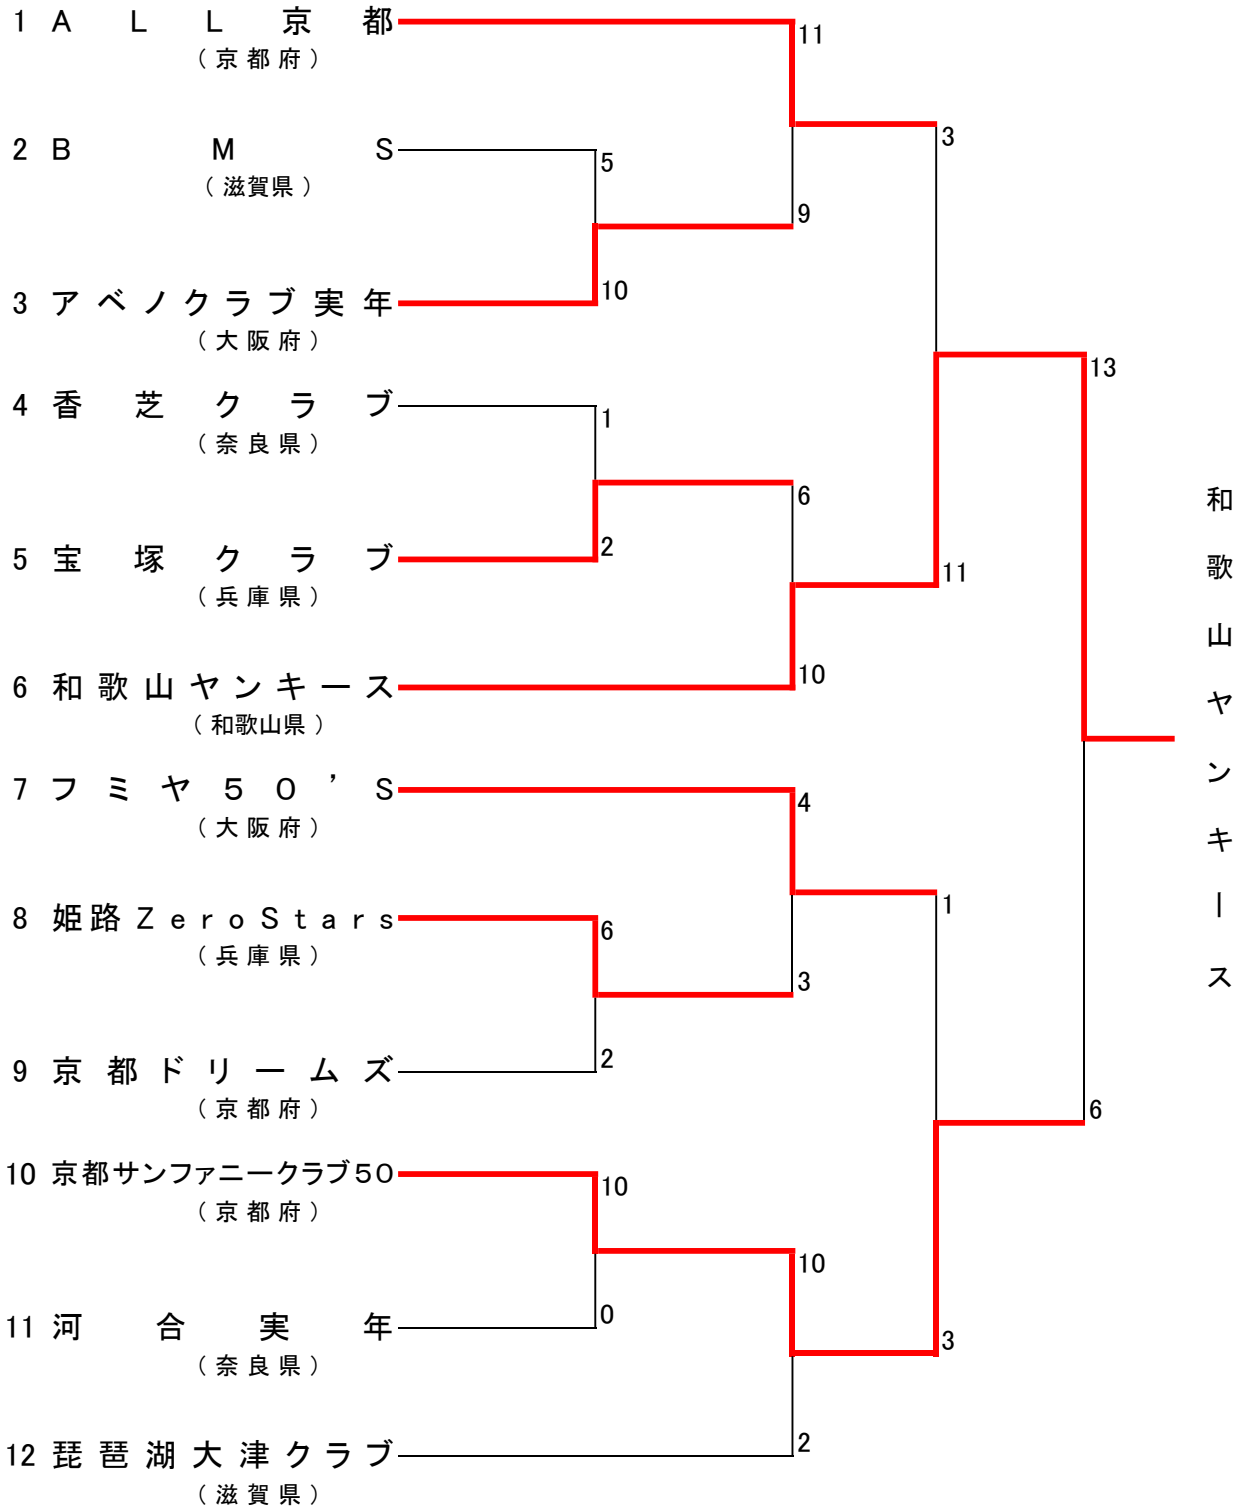 1 ＡＬＬ京都
（京都府）
11
3
2 ＢＭＳ
5
（滋賀県）
9
10
3 アベノクラブ実年
（大阪府）
13
4 香芝クラブ
1
（奈良県）
6
2
5 宝塚クラブ
11
（兵庫県）
10
6 和歌山ヤンキース
（和歌山県）
7 フミヤ５０’Ｓ
4
（大阪府）
1
8 姫路ＺｅｒｏＳｔａｒｓ
6
（兵庫県）
3
2
9 京都ドリームズ
（京都府）
6
10 京都サンファニークラブ５０
10
（京都府）
10
0
11 河合実年
3
（奈良県）
2
12 琵琶湖大津クラブ
（滋賀県）
和歌山ヤンキース